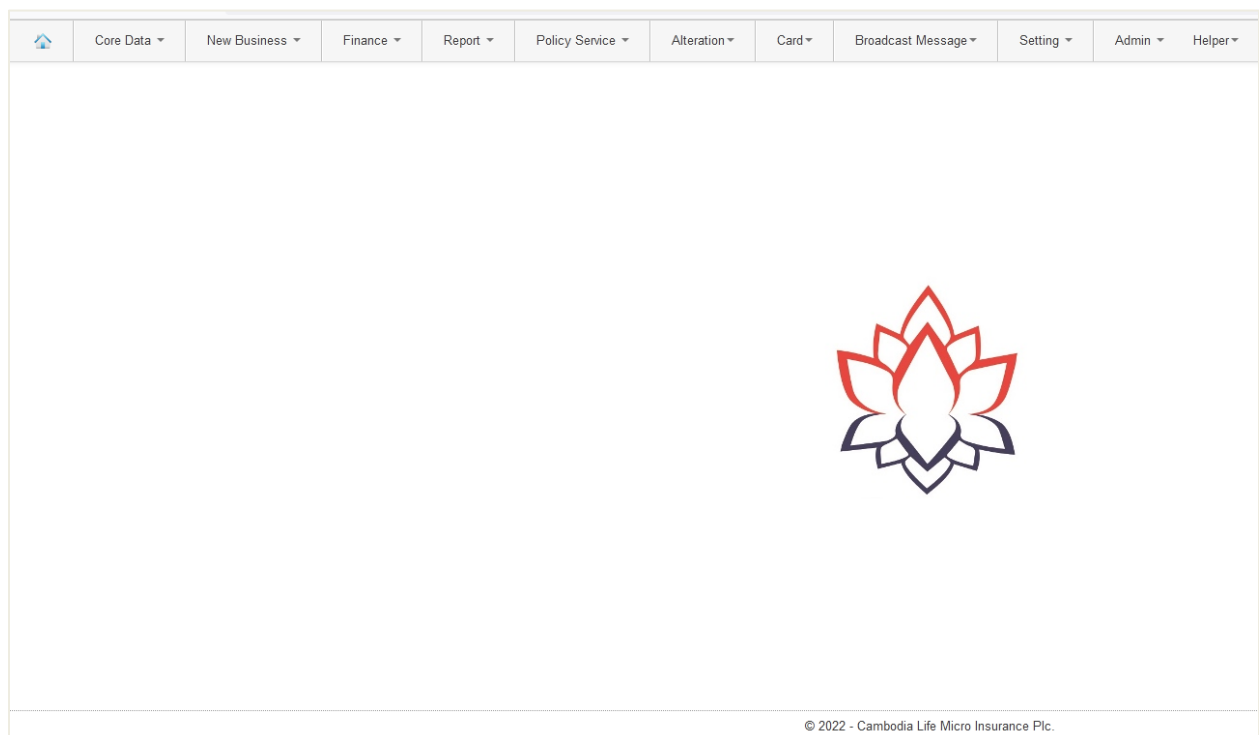 Core Data New Business Finance Report Policy Service Alteration Card Broadcast Message Setting Admin Helper
© 2022 - Cambodia Life Micro Insurance Plc.